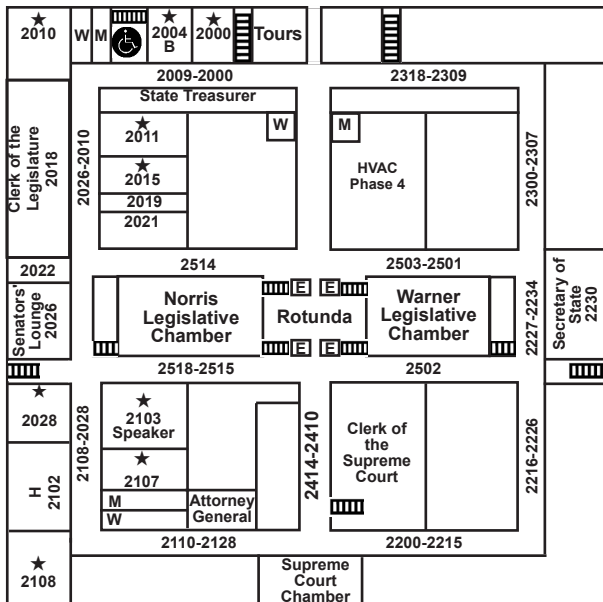 ★
2010
W
M
★
2004
B
★
2000
Tours
2009-2000
2318-2309
State Treasurer
Clerk of the
Legislature
2018
2026-2010
★
2011
W
M
★
2015
2019
2021
HVAC
Phase 4
2300-2307
2022
2514
2503-2501
Senators'
Lounge
2026
Norris
Legislative
Chamber
E
E
Rotunda
E
E
Warner
Legislative
Chamber
2227-2234
Secretary of
State
2230
2518-2515
2502
★
2028
2108-2028
★
2103
Speaker
2414-2410
Clerk of
the
Supreme
Court
2216-2226
H
2102
★
2107
M
W
Attorney
General
2110-2128
2200-2215
★
2108
Supreme
Court
Chamber